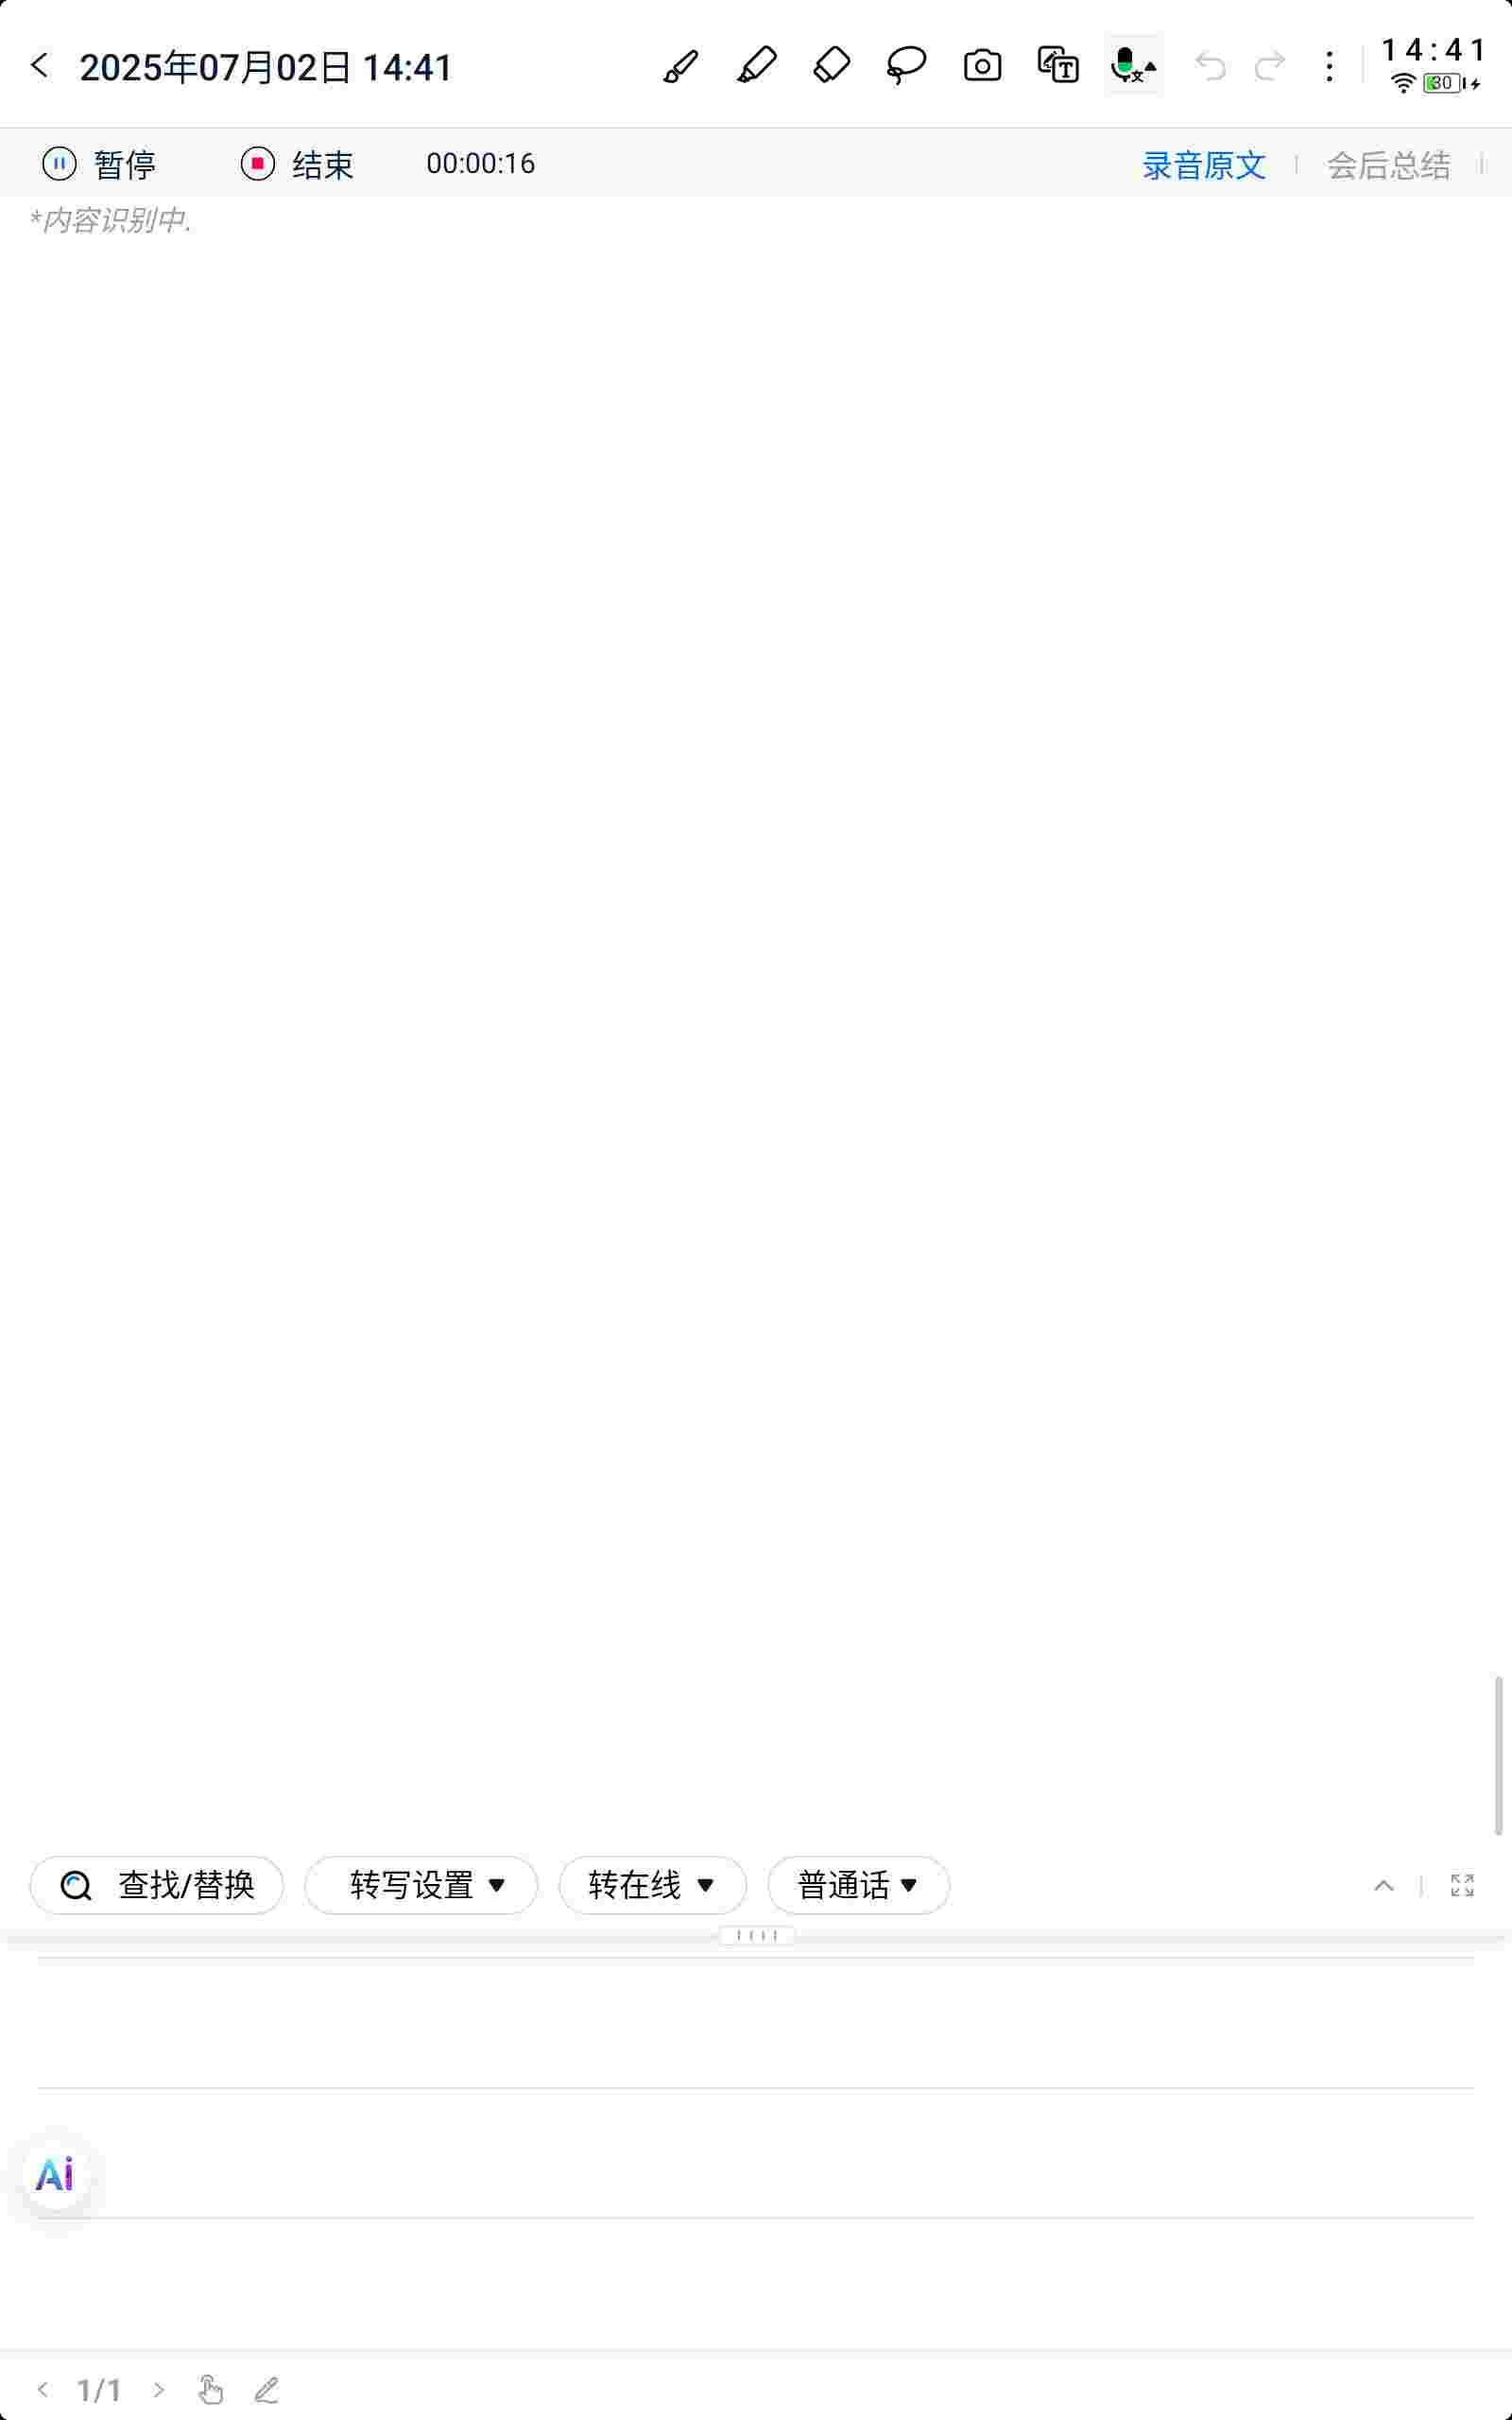 2025年07月02日 14:41
14:41
30
暂停 结束 00:00:16 录音原文 会后总结
*内容识别中.
查找/替换 转写设置 转在线 普通话
Ai
1/1